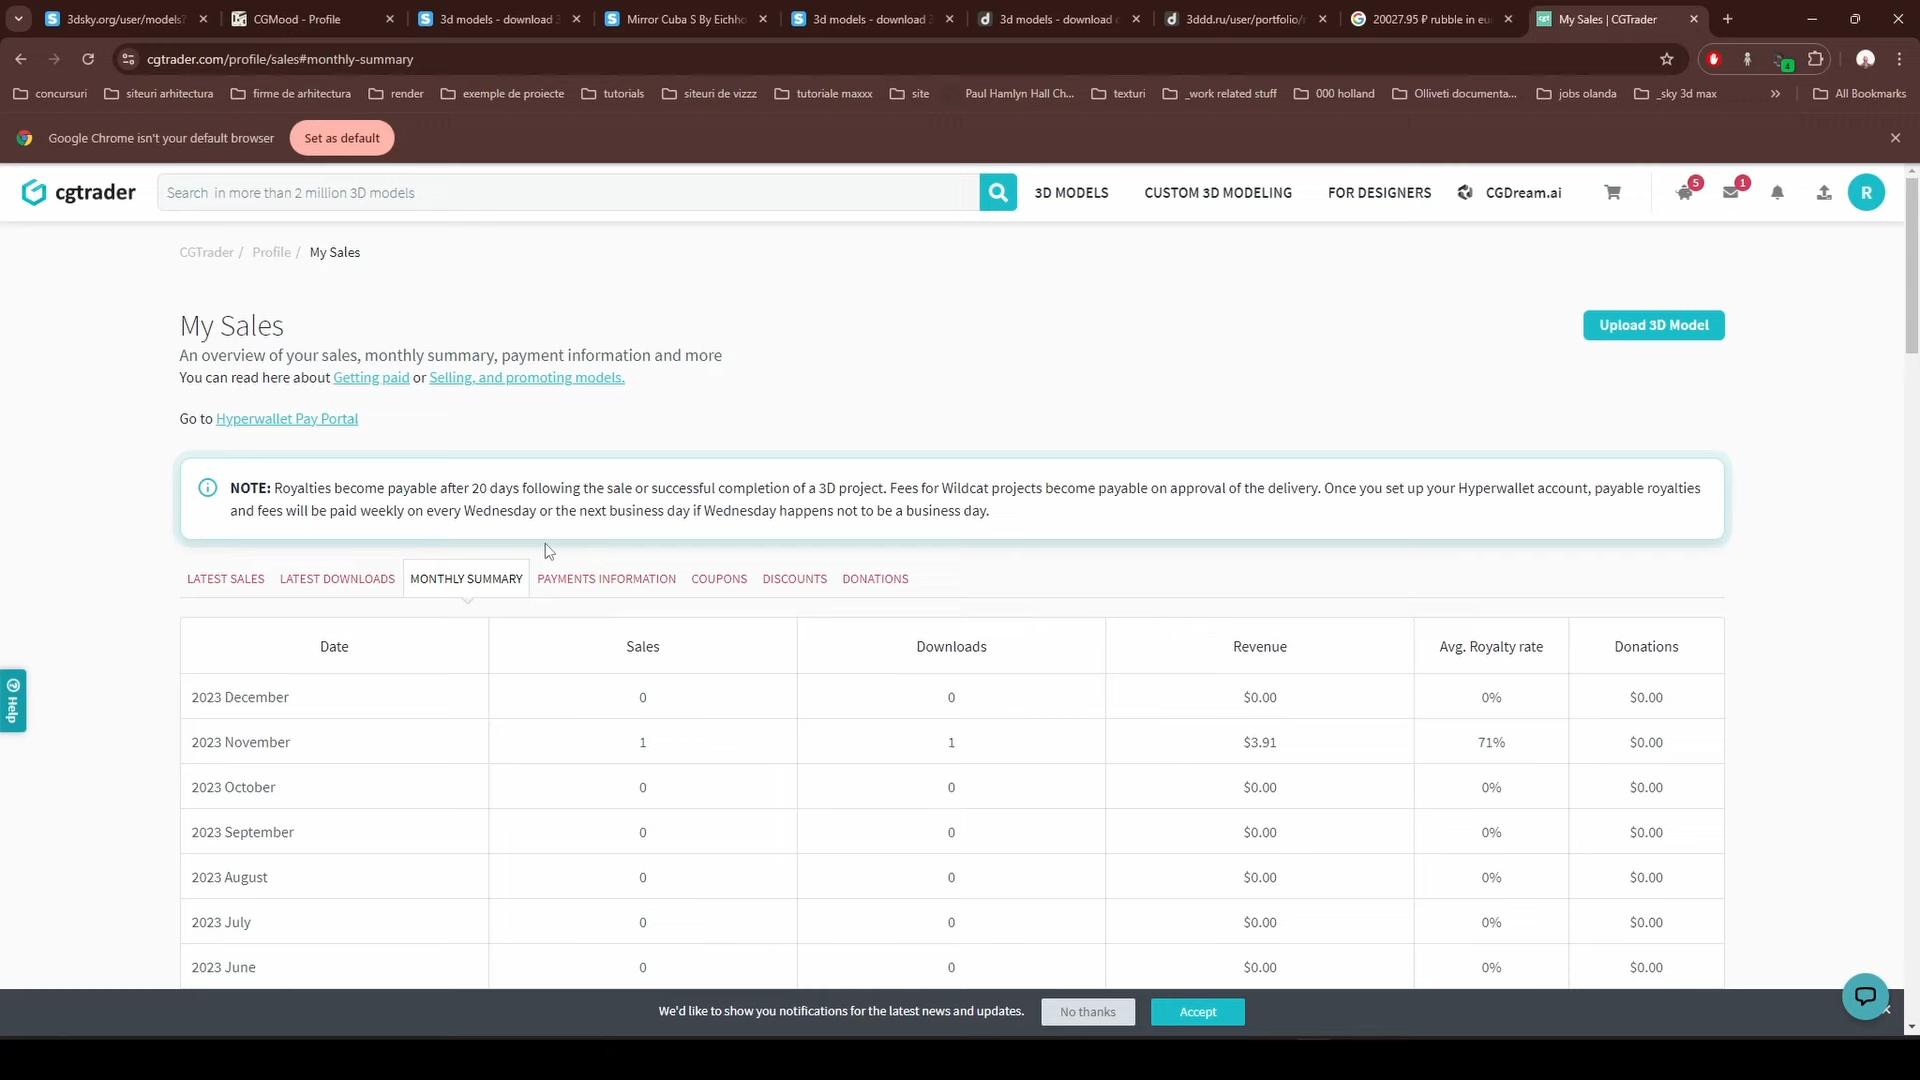 3dsky.org/user/models?
CGMood - Profile
3d models - download 3
Mirror Cuba S By Eichho
3d models - download 3
3d models - download
3ddd.ru/user/portfolio/
20027.95 ₽ rubble in eu
My Sales | CGTrader
cgtrader.com/profile/sales#monthly-summary
4
concursuri
siteuri arhitectura
firme de arhitectura
render
exemple de proiecte
tutorials
siteuri de vizzz
tutoriale maxxx
site
Paul Hamlyn Hall Ch...
texturi
_work related stuff
000 holland
Olliveti documenta...
jobs olanda
_sky 3d max
All Bookmarks
Google Chrome isn't your default browser
Set as default
cgtrader
Search in more than 2 million 3D models
3D MODELS
CUSTOM 3D MODELING
FOR DESIGNERS
CGDream.ai
5
1
R
CGTrader / Profile / My Sales
My Sales
Upload 3D Model
An overview of your sales, monthly summary, payment information and more
You can read here about Getting paid or Selling, and promoting models.
Go to Hyperwallet Pay Portal
NOTE: Royalties become payable after 20 days following the sale or successful completion of a 3D project. Fees for Wildcat projects become payable on approval of the delivery. Once you set up your Hyperwallet account, payable royalties
and fees will be paid weekly on every Wednesday or the next business day if Wednesday happens not to be a business day.
LATEST SALES LATEST DOWNLOADS MONTHLY SUMMARY PAYMENTS INFORMATION COUPONS DISCOUNTS DONATIONS
Date Sales Downloads Revenue Avg. Royalty rate Donations
2023 December 0 0 $0.00 0% $0.00
2023 November 1 1 $3.91 71% $0.00
2023 October 0 0 $0.00 0% $0.00
2023 September 0 0 $0.00 0% $0.00
2023 August 0 0 $0.00 0% $0.00
2023 July 0 0 $0.00 0% $0.00
2023 June 0 0 $0.00 0% $0.00
Help
We'd like to show you notifications for the latest news and updates.
No thanks
Accept